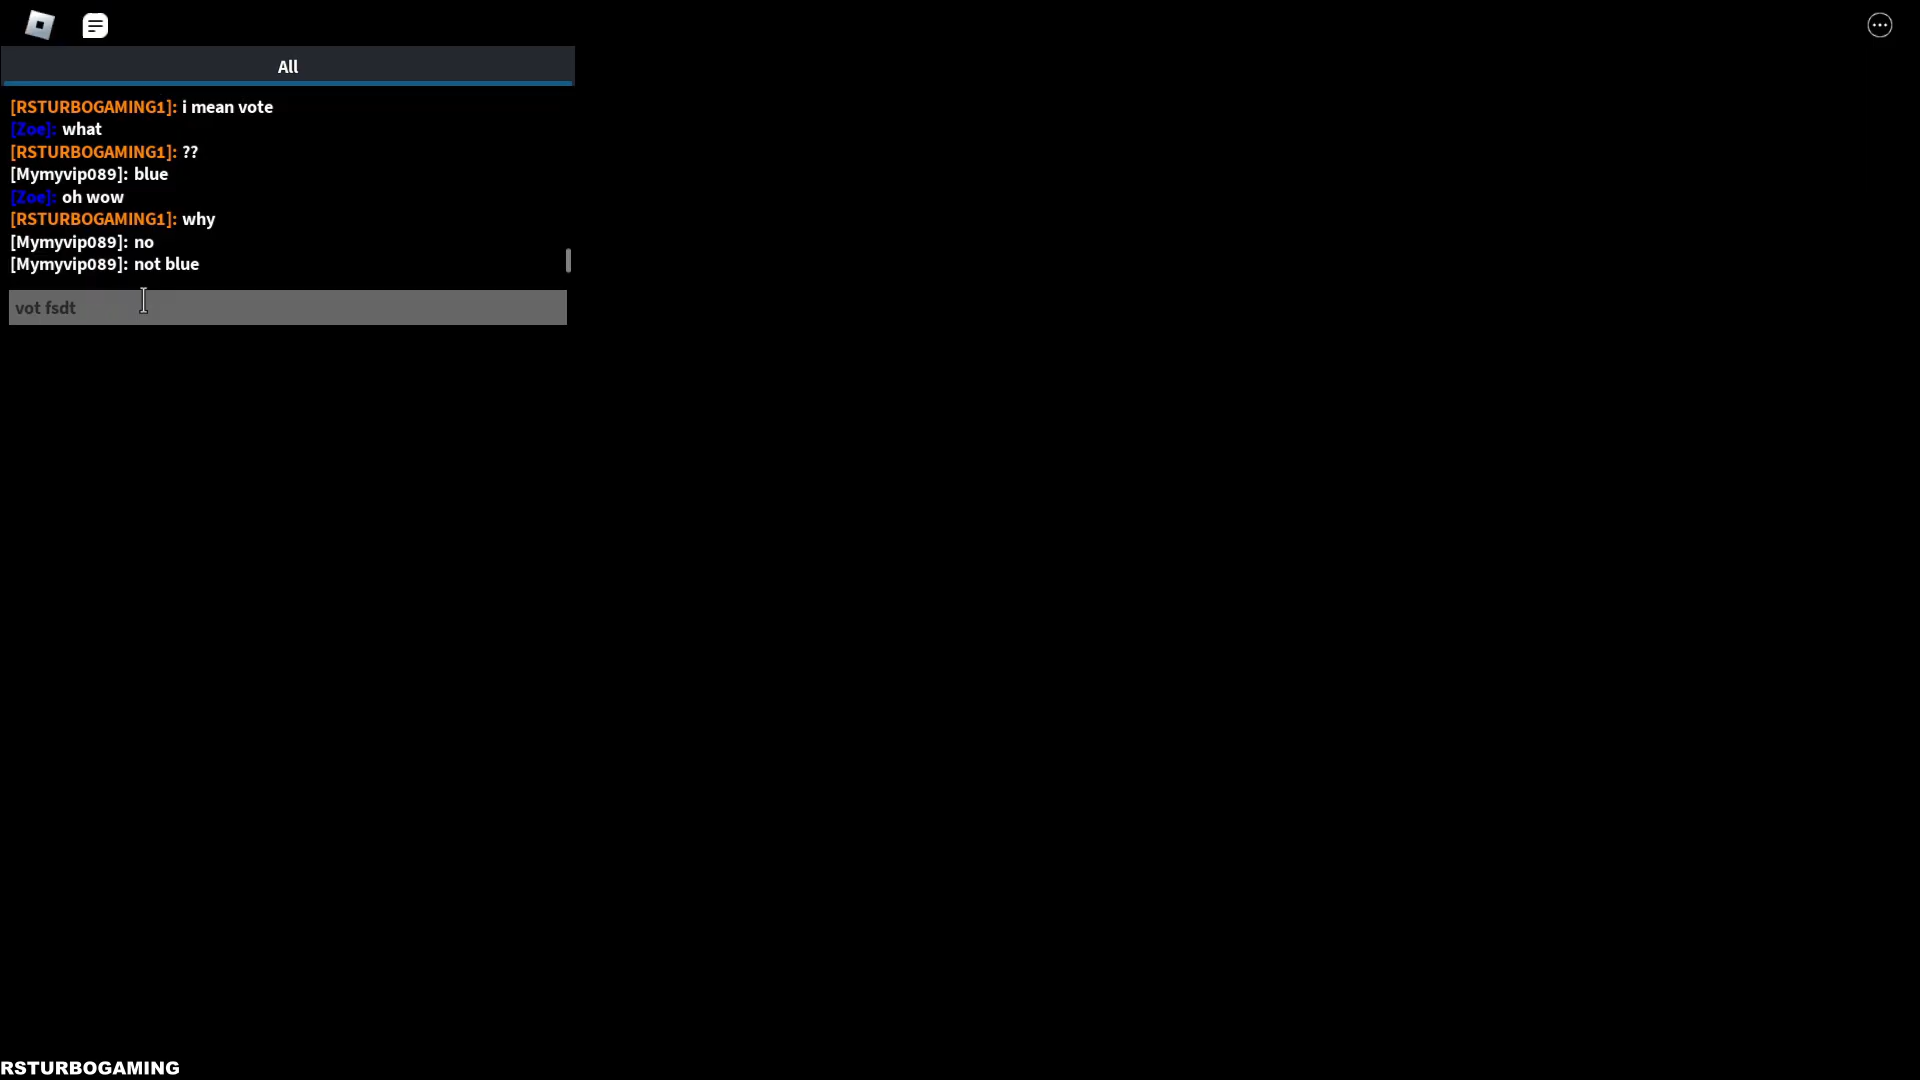 All
[RSTURBOGAMING1]: i mean vote
[Zoe]: what
[RSTURBOGAMING1]: ??
[Mymyvip089]: blue
[Zoe]: oh wow
[RSTURBOGAMING1]: why
[Mymyvip089]: no
[Mymyvip089]: not blue
vot fsdt
RSTURBOGAMING